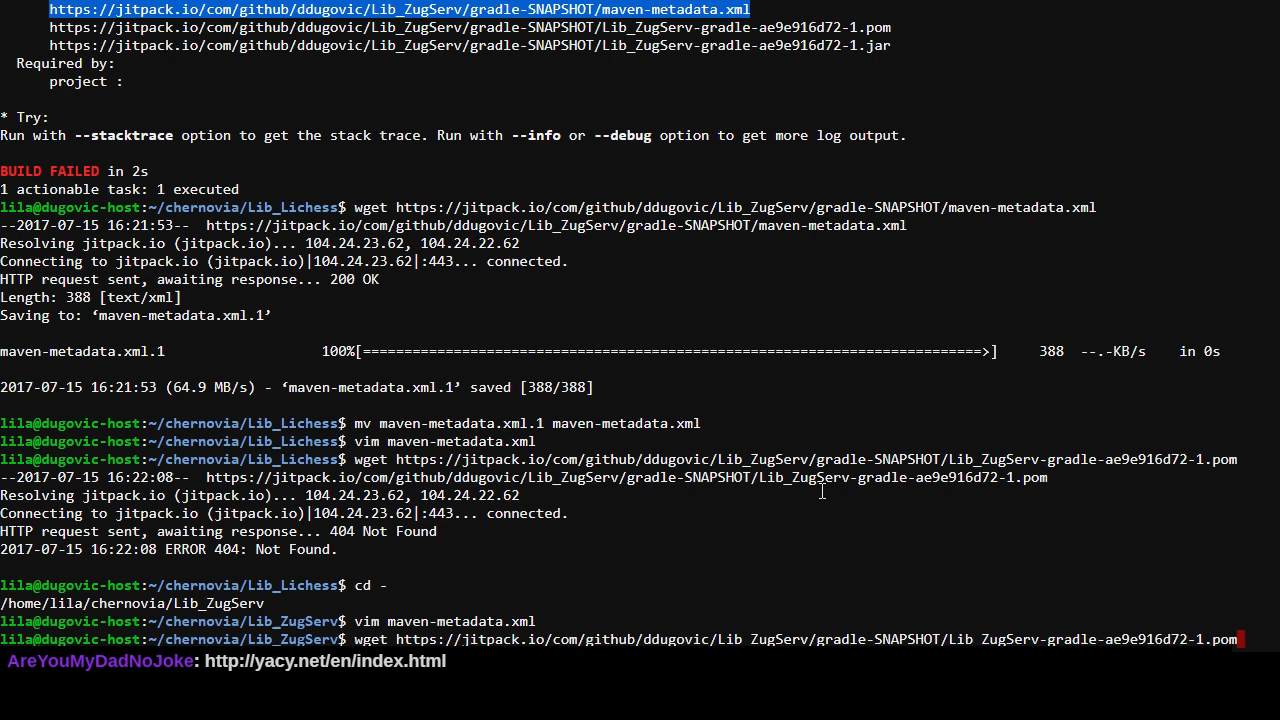 https://jitpack.io/com/github/ddugovic/Lib_ZugServ/gradle-SNAPSHOT/maven-metadata.xml
https://jitpack.io/com/github/ddugovic/Lib_ZugServ/gradle-SNAPSHOT/Lib_ZugServ-gradle-ae9e916d72-1.pom
https://jitpack.io/com/github/ddugovic/Lib_ZugServ/gradle-SNAPSHOT/Lib_ZugServ-gradle-ae9e916d72-1.jar
Required by:
project :
* Try:
Run with --stacktrace option to get the stack trace. Run with --info or --debug option to get more log output.
BUILD FAILED in 2s
1 actionable task: 1 executed
lila@dugovic-host:~/chernovia/Lib_Lichess$ wget https://jitpack.io/com/github/ddugovic/Lib_ZugServ/gradle-SNAPSHOT/maven-metadata.xml
--2017-07-15 16:21:53--  https://jitpack.io/com/github/ddugovic/Lib_ZugServ/gradle-SNAPSHOT/maven-metadata.xml
Resolving jitpack.io (jitpack.io)... 104.24.23.62, 104.24.22.62
Connecting to jitpack.io (jitpack.io)|104.24.23.62|:443... connected.
HTTP request sent, awaiting response... 200 OK
Length: 388 [text/xml]
Saving to: ‘maven-metadata.xml.1’
maven-metadata.xml.1 100%[============================================================================>] 388 --.-KB/s in 0s
2017-07-15 16:21:53 (64.9 MB/s) - ‘maven-metadata.xml.1’ saved [388/388]
lila@dugovic-host:~/chernovia/Lib_Lichess$ mv maven-metadata.xml.1 maven-metadata.xml
lila@dugovic-host:~/chernovia/Lib_Lichess$ vim maven-metadata.xml
lila@dugovic-host:~/chernovia/Lib_Lichess$ wget https://jitpack.io/com/github/ddugovic/Lib_ZugServ/gradle-SNAPSHOT/Lib_ZugServ-gradle-ae9e916d72-1.pom
--2017-07-15 16:22:08--  https://jitpack.io/com/github/ddugovic/Lib_ZugServ/gradle-SNAPSHOT/Lib_ZugServ-gradle-ae9e916d72-1.pom
Resolving jitpack.io (jitpack.io)... 104.24.23.62, 104.24.22.62
Connecting to jitpack.io (jitpack.io)|104.24.23.62|:443... connected.
HTTP request sent, awaiting response... 404 Not Found
2017-07-15 16:22:08 ERROR 404: Not Found.
lila@dugovic-host:~/chernovia/Lib_Lichess$ cd -
/home/lila/chernovia/Lib_ZugServ
lila@dugovic-host:~/chernovia/Lib_ZugServ$ vim maven-metadata.xml
lila@dugovic-host:~/chernovia/Lib_ZugServ$ wget https://jitpack.io/com/github/ddugovic/Lib_ZugServ/gradle-SNAPSHOT/Lib_ZugServ-gradle-ae9e916d72-1.pom
AreYouMyDadNoJoke: http://yacy.net/en/index.html